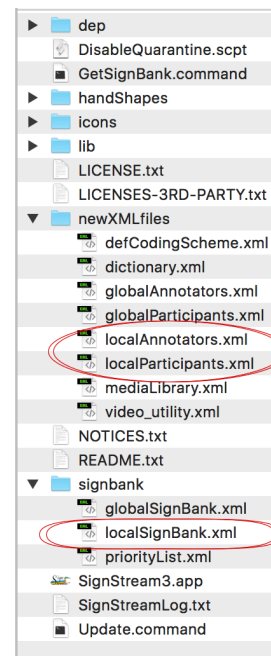 dep
DisableQuarantine.scpt
GetSignBank.command
handShapes
icons
lib
LICENSE.txt
LICENSES-3RD-PARTY.txt
newXMLfiles
defCodingScheme.xml
dictionary.xml
globalAnnotators.xml
globalParticipants.xml
localAnnotators.xml
localParticipants.xml
mediaLibrary.xml
video_utility.xml
NOTICES.txt
README.txt
signbank
globalSignBank.xml
localSignBank.xml
priorityList.xml
SignStream3.app
SignStreamLog.txt
Update.command